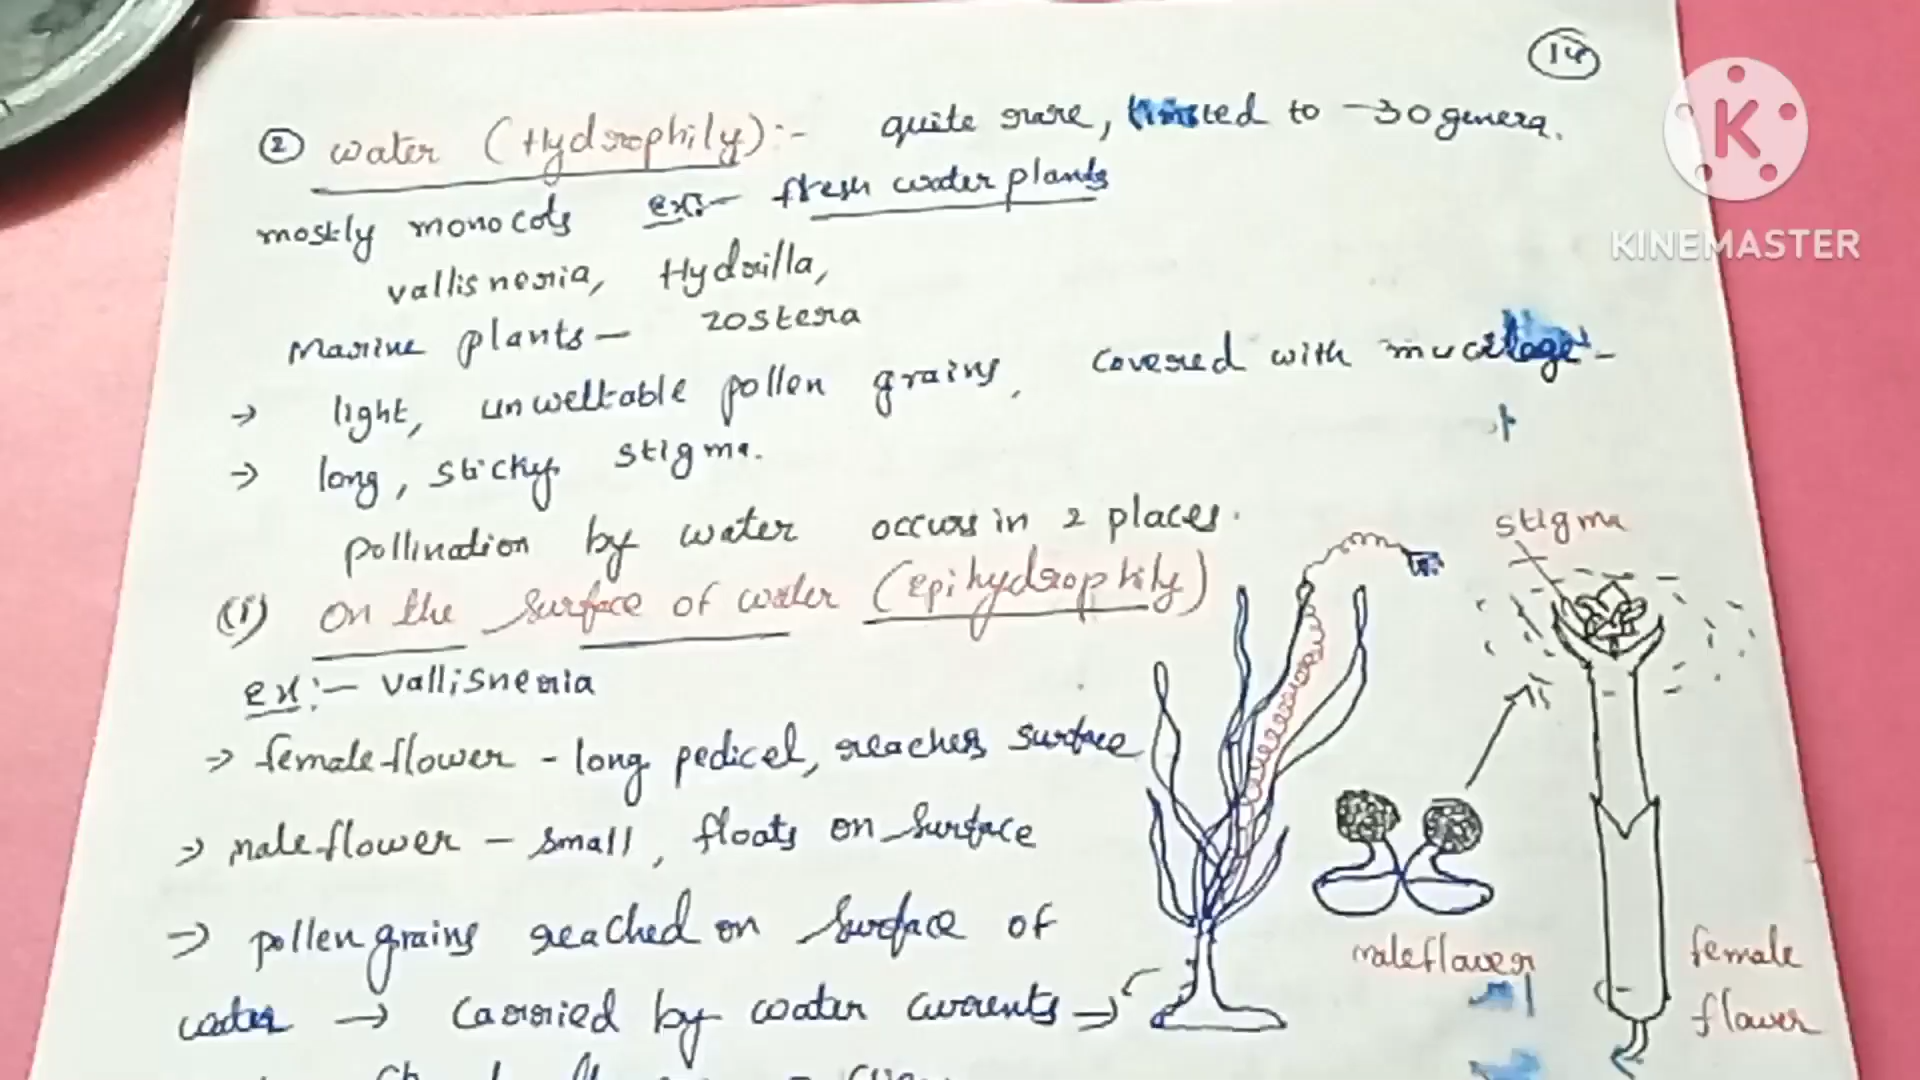 14
② water (Hydrophily):- quite rare, limited to -30 genera.
mostly monocots ex:- fresh water plants
vallisneria, Hydrilla,
Marine plants - zostera
→ light, unwettable pollen grains, covered with mucilage -
→ long, sticky stigma.
pollination by water occurs in 2 places.
(i) on the surface of water (epihydrophily)
ex:- vallisneria
→ female flower - long pedicel, reaches surface
→ male flower - small, floats on surface
→ pollen grains reached on surface of
water → carried by water currents →
stigma
male flower
female
flower
K
KINEMASTER